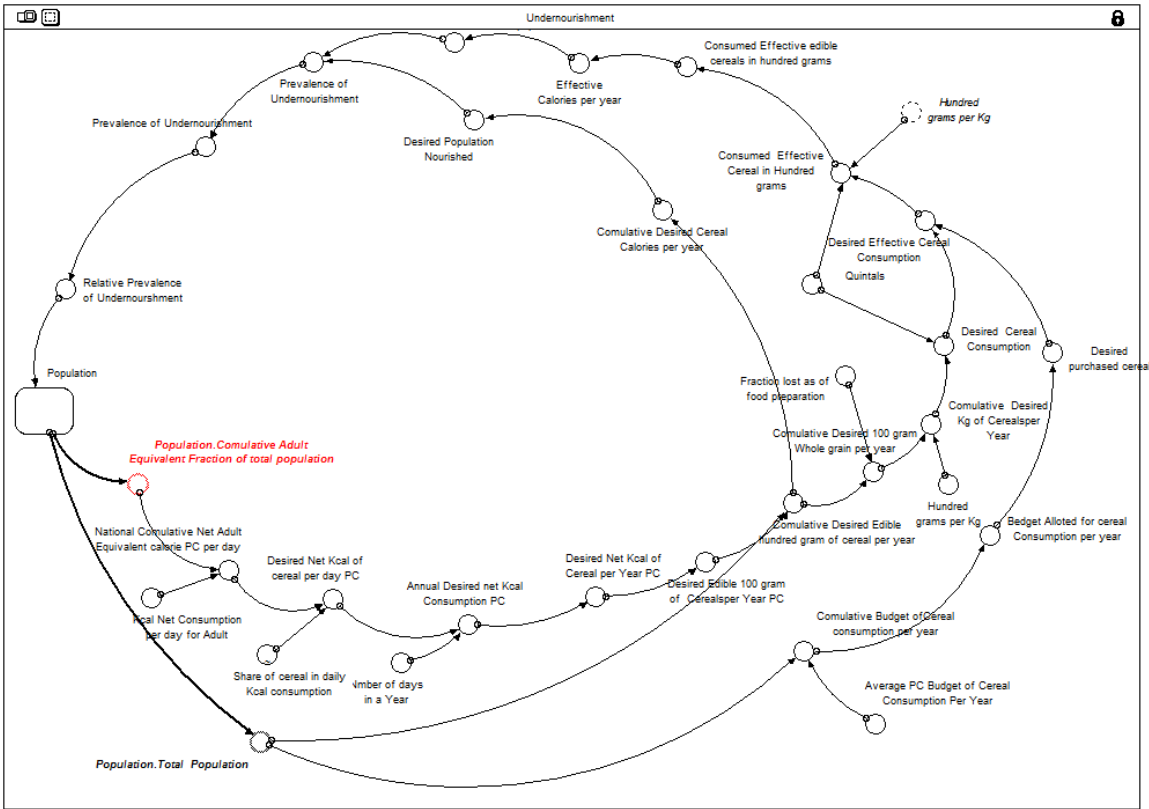 Undernourishment
Consumed Effective edible
cereals in hundred grams
Effective
Calories per year
Prevalence of
Undernourishment
Hundred
grams per Kg
Prevalence of Undernourishment
Desired Population
Nourished
Consumed Effective
Cereal in Hundred
grams
Comulative Desired Cereal
Calories per year
Desired Effective Cereal
Consumption
Quintals
Relative Prevalence
of Undernourshment
Desired Cereal
Consumption
Desired
purchased cerea
Population
Fraction lost as of
food preparation
Comulative Desired
Kg of Cerealsper
Year
Population.Comulative Adult
Equivalent Fraction of total population
Comulative Desired 100 gram
Whole grain per year
Hundred
grams per Kg
National Comulative Net Adult
Equivalent calorie PC per day
Comulative Desired Edible
hundred gram of cereal per year
Bedget Alloted for cereal
Consumption per year
Desired Net Kcal of
cereal per day PC
Desired Net Kcal of
Cereal per Year PC
Annual Desired net Kcal
Consumption PC
Desired Edible 100 gram
of Cerealsper Year PC
Kcal Net Consumption
per day for Adult
Comulative Budget ofCereal
consumption per year
Share of cereal in daily
Kcal consumption
of days
in a Year
Average PC Budget of Cereal
Consumption Per Year
Population.Total Population